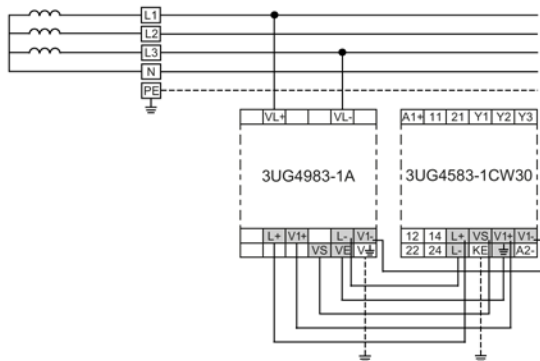 L1
L2
L3
N
PE
VL+ VL-
A1+ 11 21 Y1 Y2 Y3
3UG4983-1A
3UG4583-1CW30
L+ V1+ L- V1-
VS VE V⏚
12 14 L+ VS V1+ V1-
22 24 L- KE ⏚ A2-